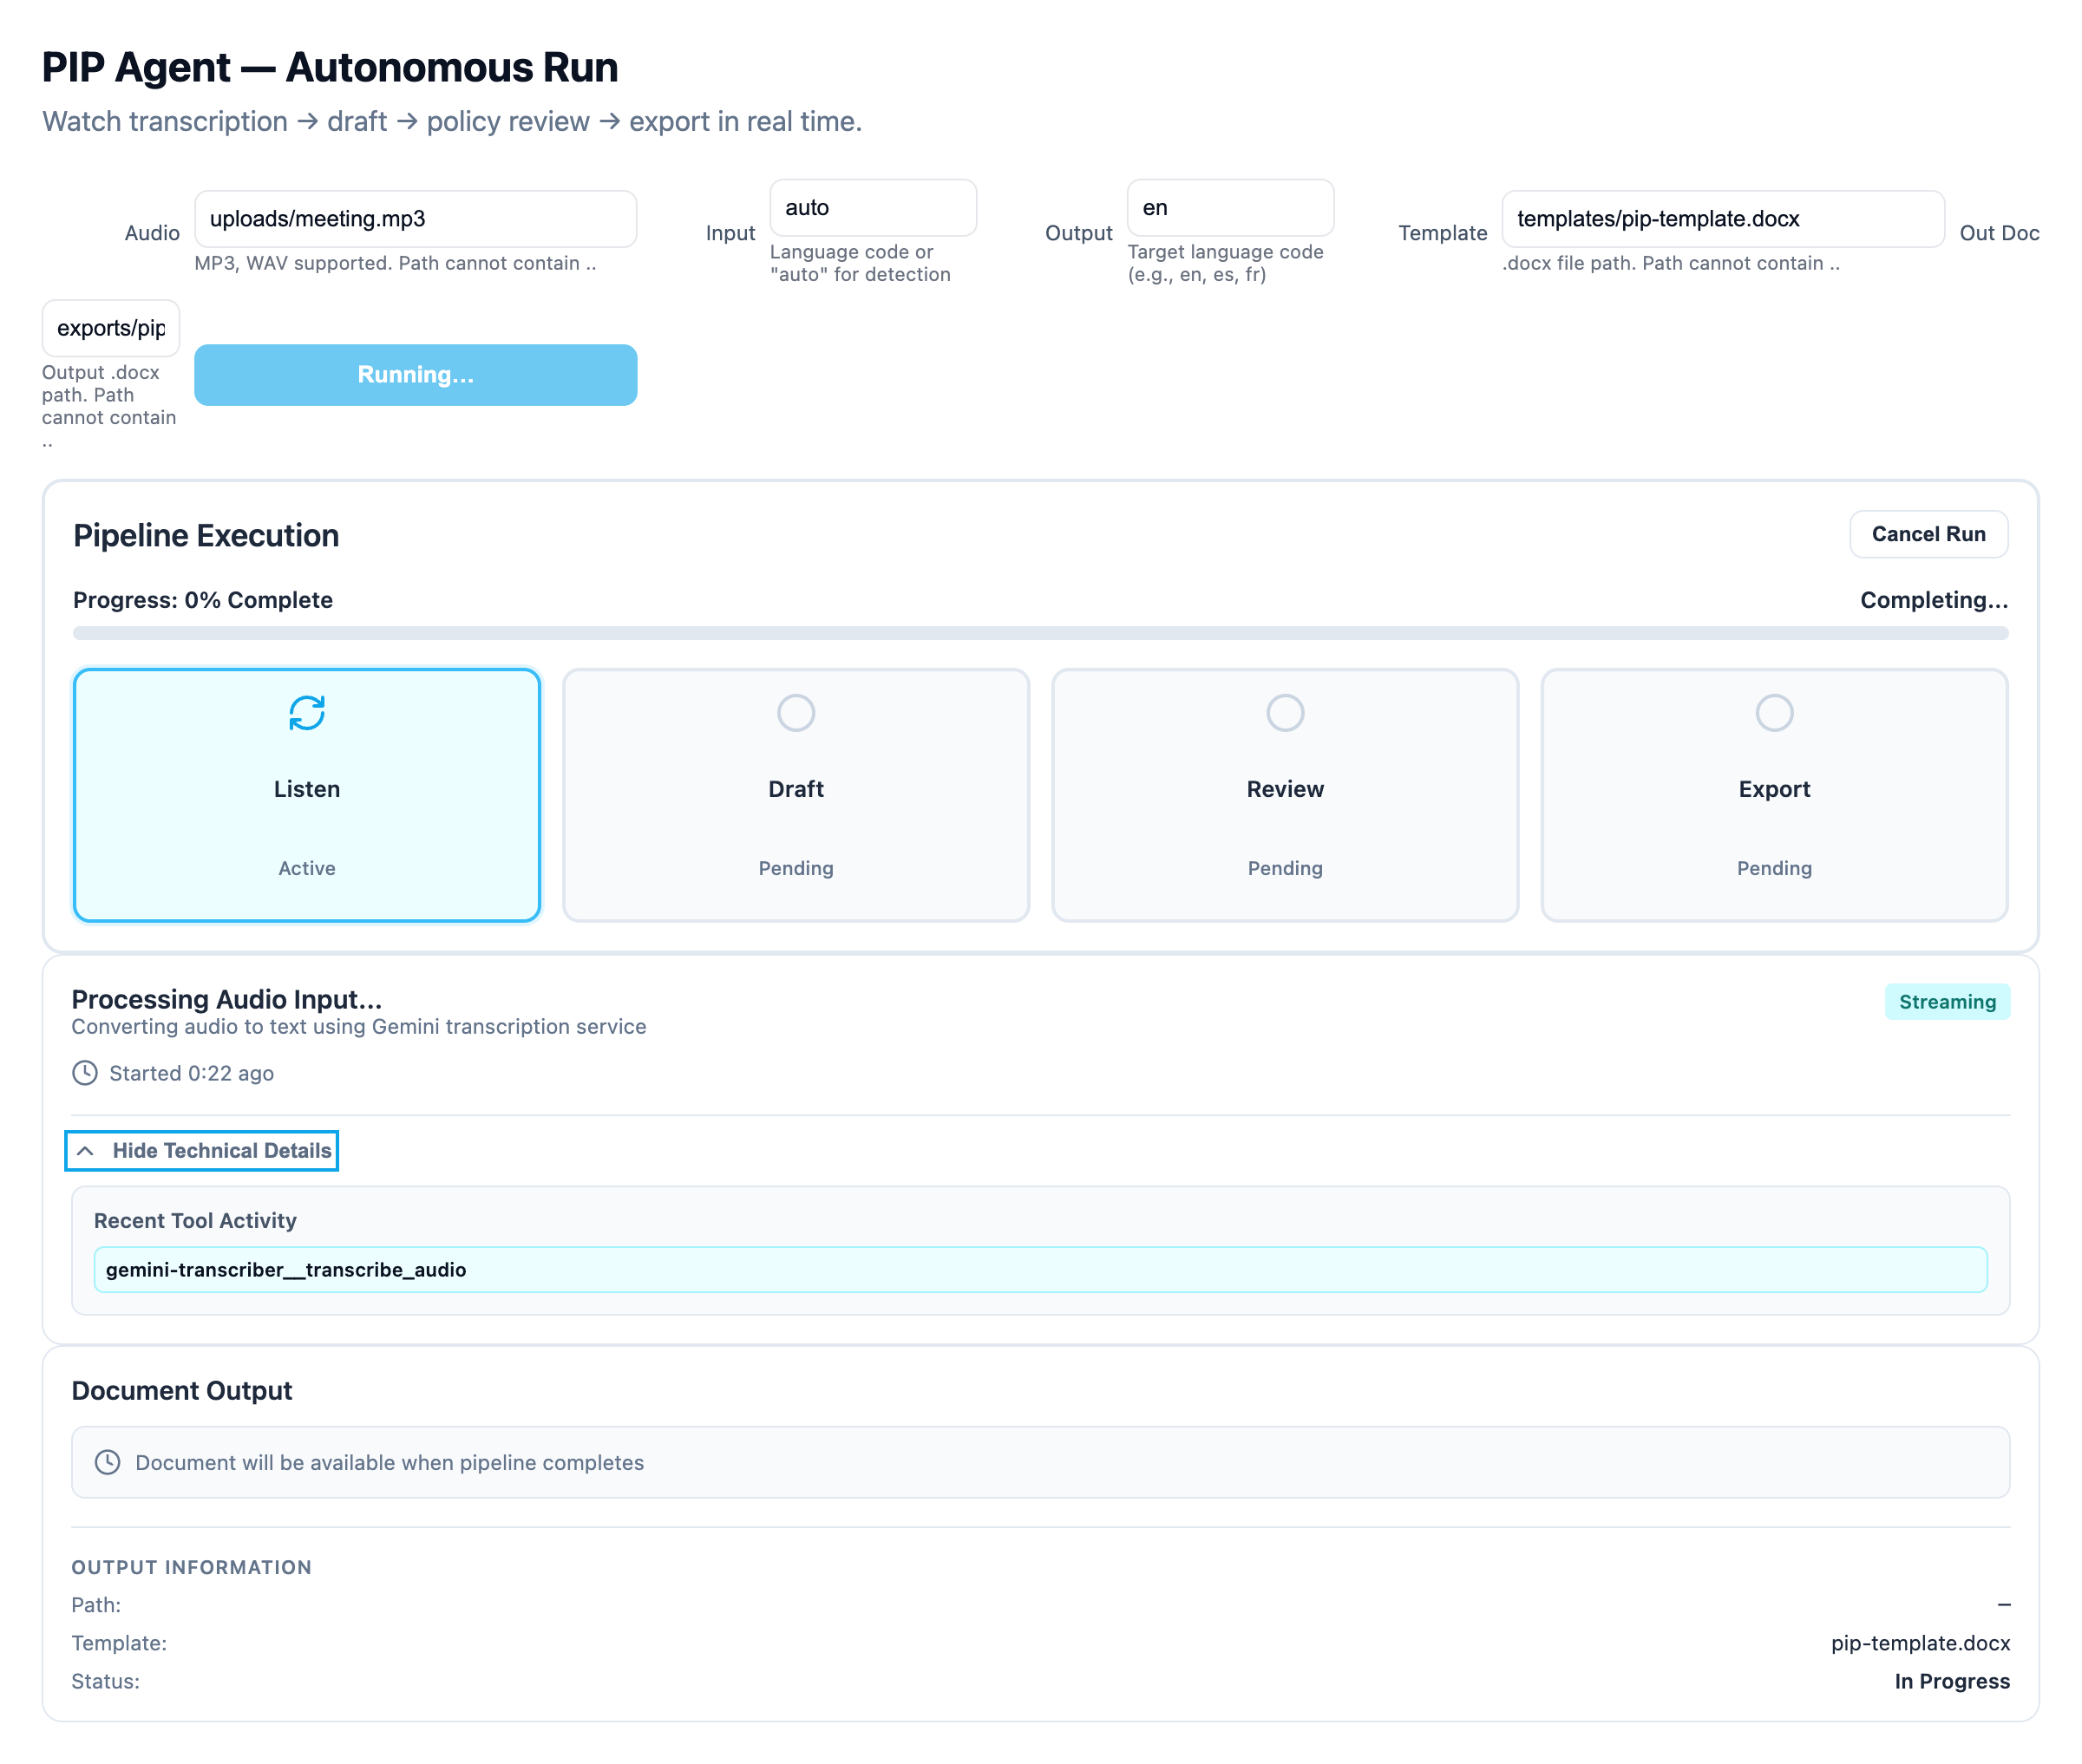 PIP Agent — Autonomous Run
Watch transcription → draft → policy review → export in real time.
Audio
uploads/meeting.mp3
MP3, WAV supported. Path cannot contain ..
Input
auto
Language code or
"auto" for detection
Output
en
Target language code
(e.g., en, es, fr)
Template
templates/pip-template.docx
.docx file path. Path cannot contain ..
Out Doc
exports/pip
Output .docx
path. Path
cannot contain
..
Running...
Pipeline Execution
Cancel Run
Progress: 0% Complete
Completing...
Listen
Active
Draft
Pending
Review
Pending
Export
Pending
Processing Audio Input...
Streaming
Converting audio to text using Gemini transcription service
Started 0:22 ago
Hide Technical Details
Recent Tool Activity
gemini-transcriber__transcribe_audio
Document Output
Document will be available when pipeline completes
OUTPUT INFORMATION
Path: –
Template: pip-template.docx
Status: In Progress